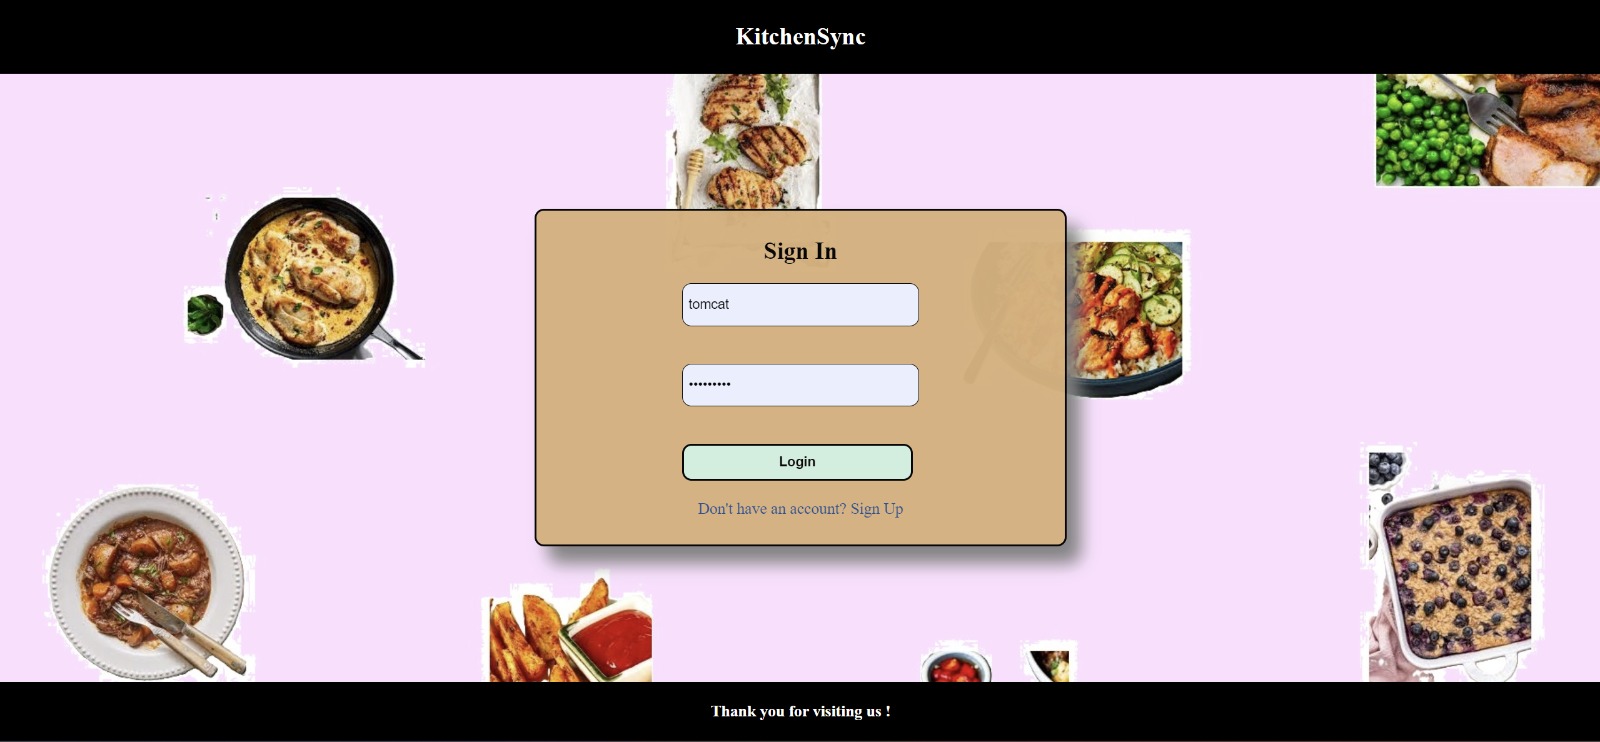 KitchenSync
Sign In
tomcat
•••••••••
Login
Don't have an account? Sign Up
Thank you for visiting us !